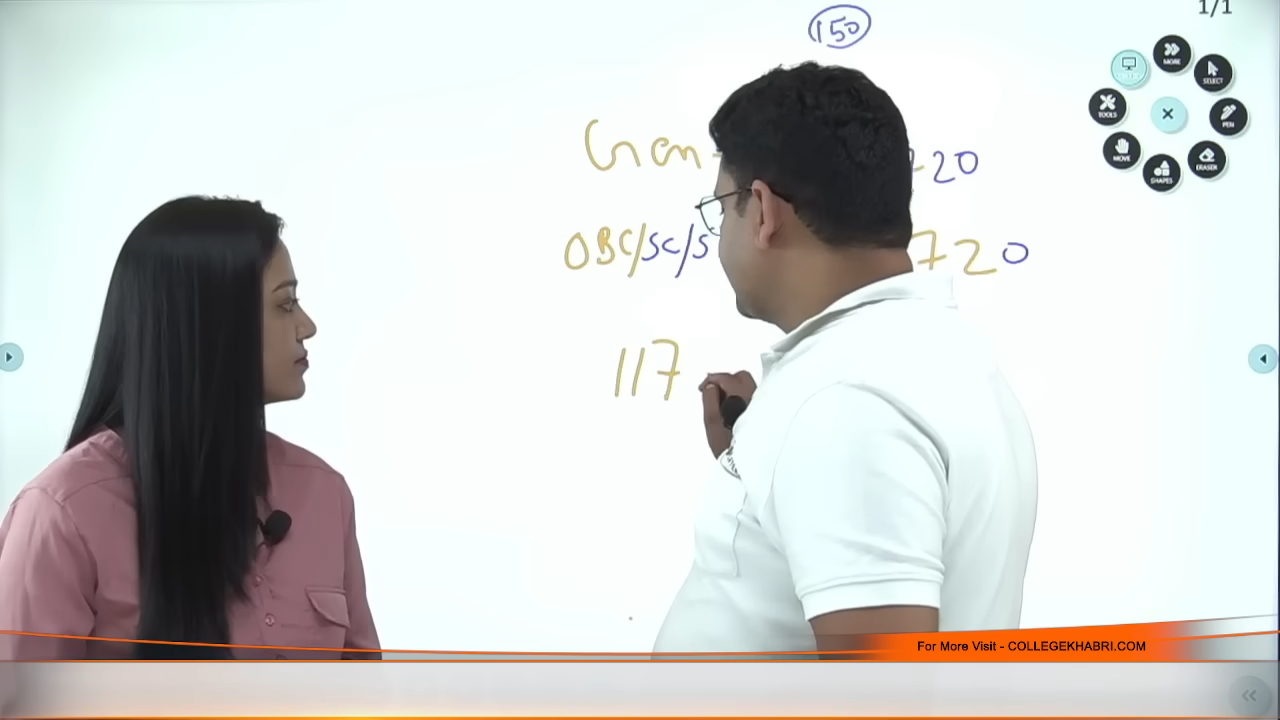 1/1
150
MORE
SELECT
TOOLS
PEN
MOVE
ERASER
SHAPES
Gen - 20
OBC/SC/S 720
117
For More Visit - COLLEGEKHABRI.COM